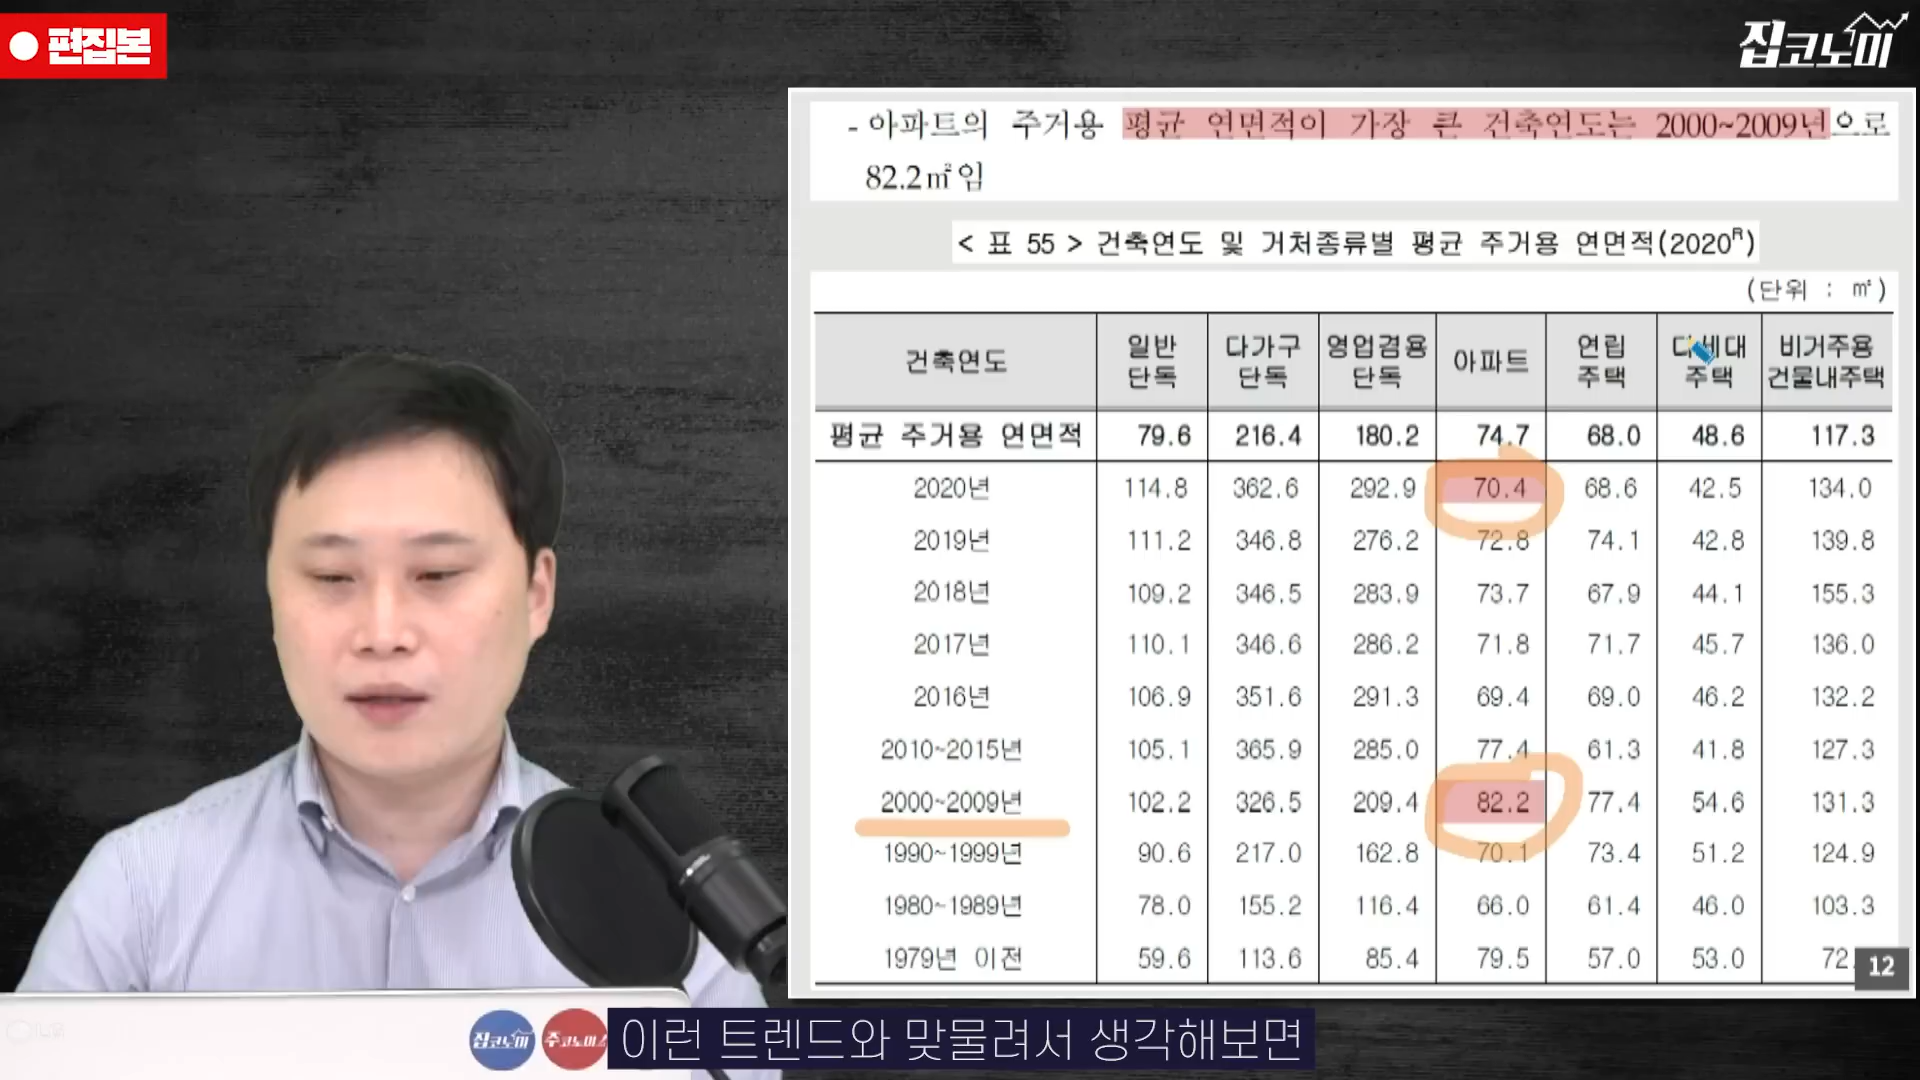 편집본
집코노미
- 아파트의 주거용 평균 연면적이 가장 큰 건축연도는 2000~2009년으로
82.2㎡임
< 표 55 > 건축연도 및 거처종류별 평균 주거용 연면적(2020ᴿ)
(단위 : ㎡)
건축연도 일반 단독 다가구 단독 영업겸용 단독 아파트 연립 주택 다세대 주택 비거주용 건물내주택
평균 주거용 연면적 79.6 216.4 180.2 74.7 68.0 48.6 117.3
2020년 114.8 362.6 292.9 70.4 68.6 42.5 134.0
2019년 111.2 346.8 276.2 72.8 74.1 42.8 139.8
2018년 109.2 346.5 283.9 73.7 67.9 44.1 155.3
2017년 110.1 346.6 286.2 71.8 71.7 45.7 136.0
2016년 106.9 351.6 291.3 69.4 69.0 46.2 132.2
2010~2015년 105.1 365.9 285.0 77.4 61.3 41.8 127.3
2000~2009년 102.2 326.5 209.4 82.2 77.4 54.6 131.3
1990~1999년 90.6 217.0 162.8 70.1 73.4 51.2 124.9
1980~1989년 78.0 155.2 116.4 66.0 61.4 46.0 103.3
1979년 이전 59.6 113.6 85.4 79.5 57.0 53.0 72.
12
집코노미 주코노미
이런 트렌드와 맞물려서 생각해보면